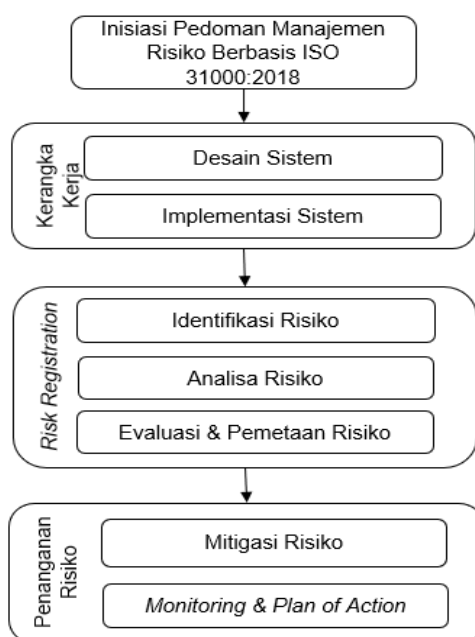 Inisiasi Pedoman Manajemen
Risiko Berbasis ISO
31000:2018
Kerangka
Kerja
Desain Sistem
Implementasi Sistem
Risk Registration
Identifikasi Risiko
Analisa Risiko
Evaluasi & Pemetaan Risiko
Penanganan
Risiko
Mitigasi Risiko
Monitoring & Plan of Action